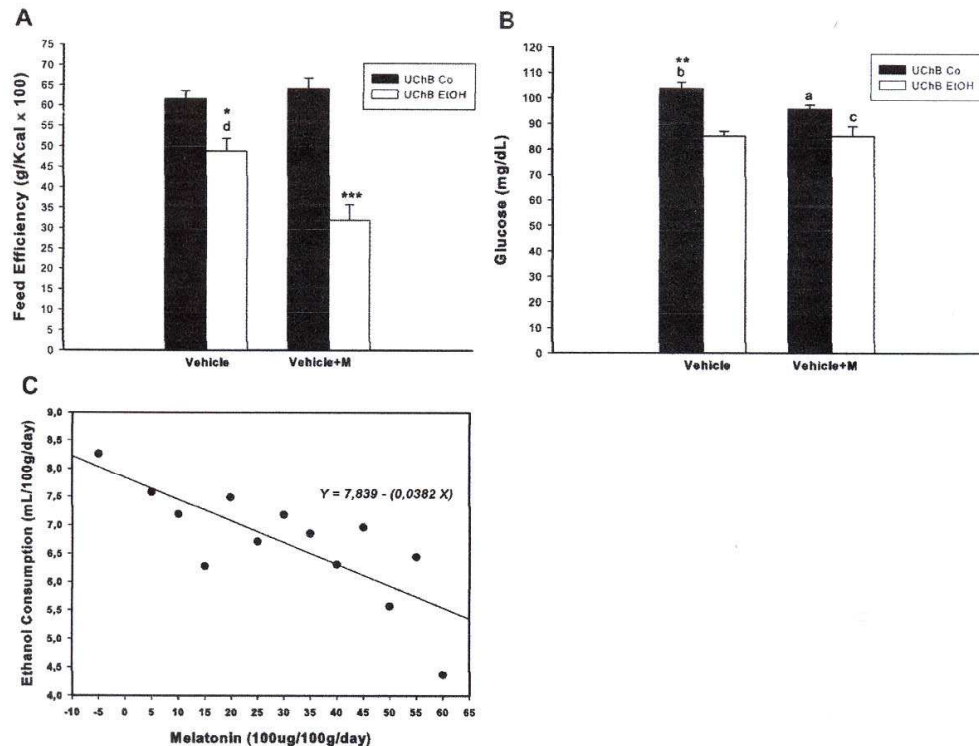 A
Feed Efficiency (g/Kcal x 100)
75
70
65
60
55
50
45
40
35
30
25
20
15
10
5
0
UChB Co
UChB EtOH
*
d
***
Vehicle
Vehicle+M
B
Glucose (mg/dL)
120
110
100
90
80
70
60
50
40
30
20
10
0
UChB Co
UChB EtOH
**
b
a
c
Vehicle
Vehicle+M
C
Ethanol Consumption (mL/100g/day)
9,0
8,5
8,0
7,5
7,0
6,5
6,0
5,5
5,0
4,5
4,0
Y = 7,839 - (0,0382 X)
-10 -5 0 5 10 15 20 25 30 35 40 45 50 55 60 65
Melatonin (100ug/100g/day)